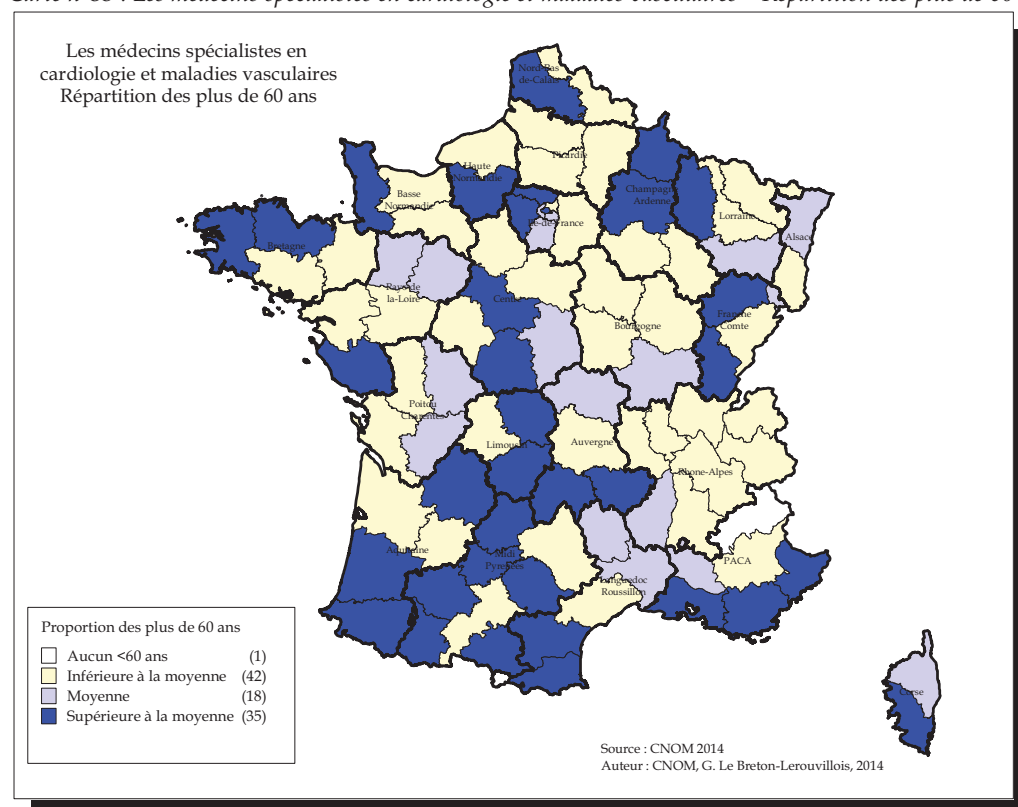 Les médecins spécialistes en
cardiologie et maladies vasculaires
Répartition des plus de 60 ans
Nord-Pas
de-Calais
Picardie
Haute
Normandie
Basse
Normandie
Champagne
Ardenne
Lorraine
Ile-de-France
Alsace
Bretagne
Pays de
la-Loire
Centre
Franche
Comte
Bourgogne
Poitou
Charentes
Limousin
Auvergne
Rhone-Alpes
Aquitaine
Midi
Pyrénées
PACA
Languedoc
Roussillon
Corse
Proportion des plus de 60 ans
Aucun <60 ans (1)
Inférieure à la moyenne (42)
Moyenne (18)
Supérieure à la moyenne (35)
Source : CNOM 2014
Auteur : CNOM, G. Le Breton-Lerouvillois, 2014